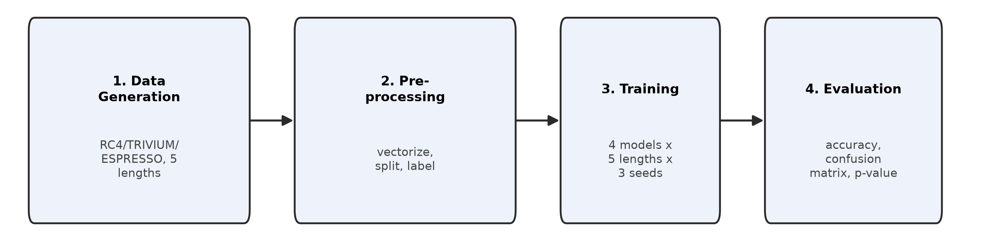 1. Data
Generation
RC4/TRIVIUM/
ESPRESSO, 5
lengths
2. Pre-
processing
vectorize,
split, label
3. Training
4 models x
5 lengths x
3 seeds
4. Evaluation
accuracy,
confusion
matrix, p-value